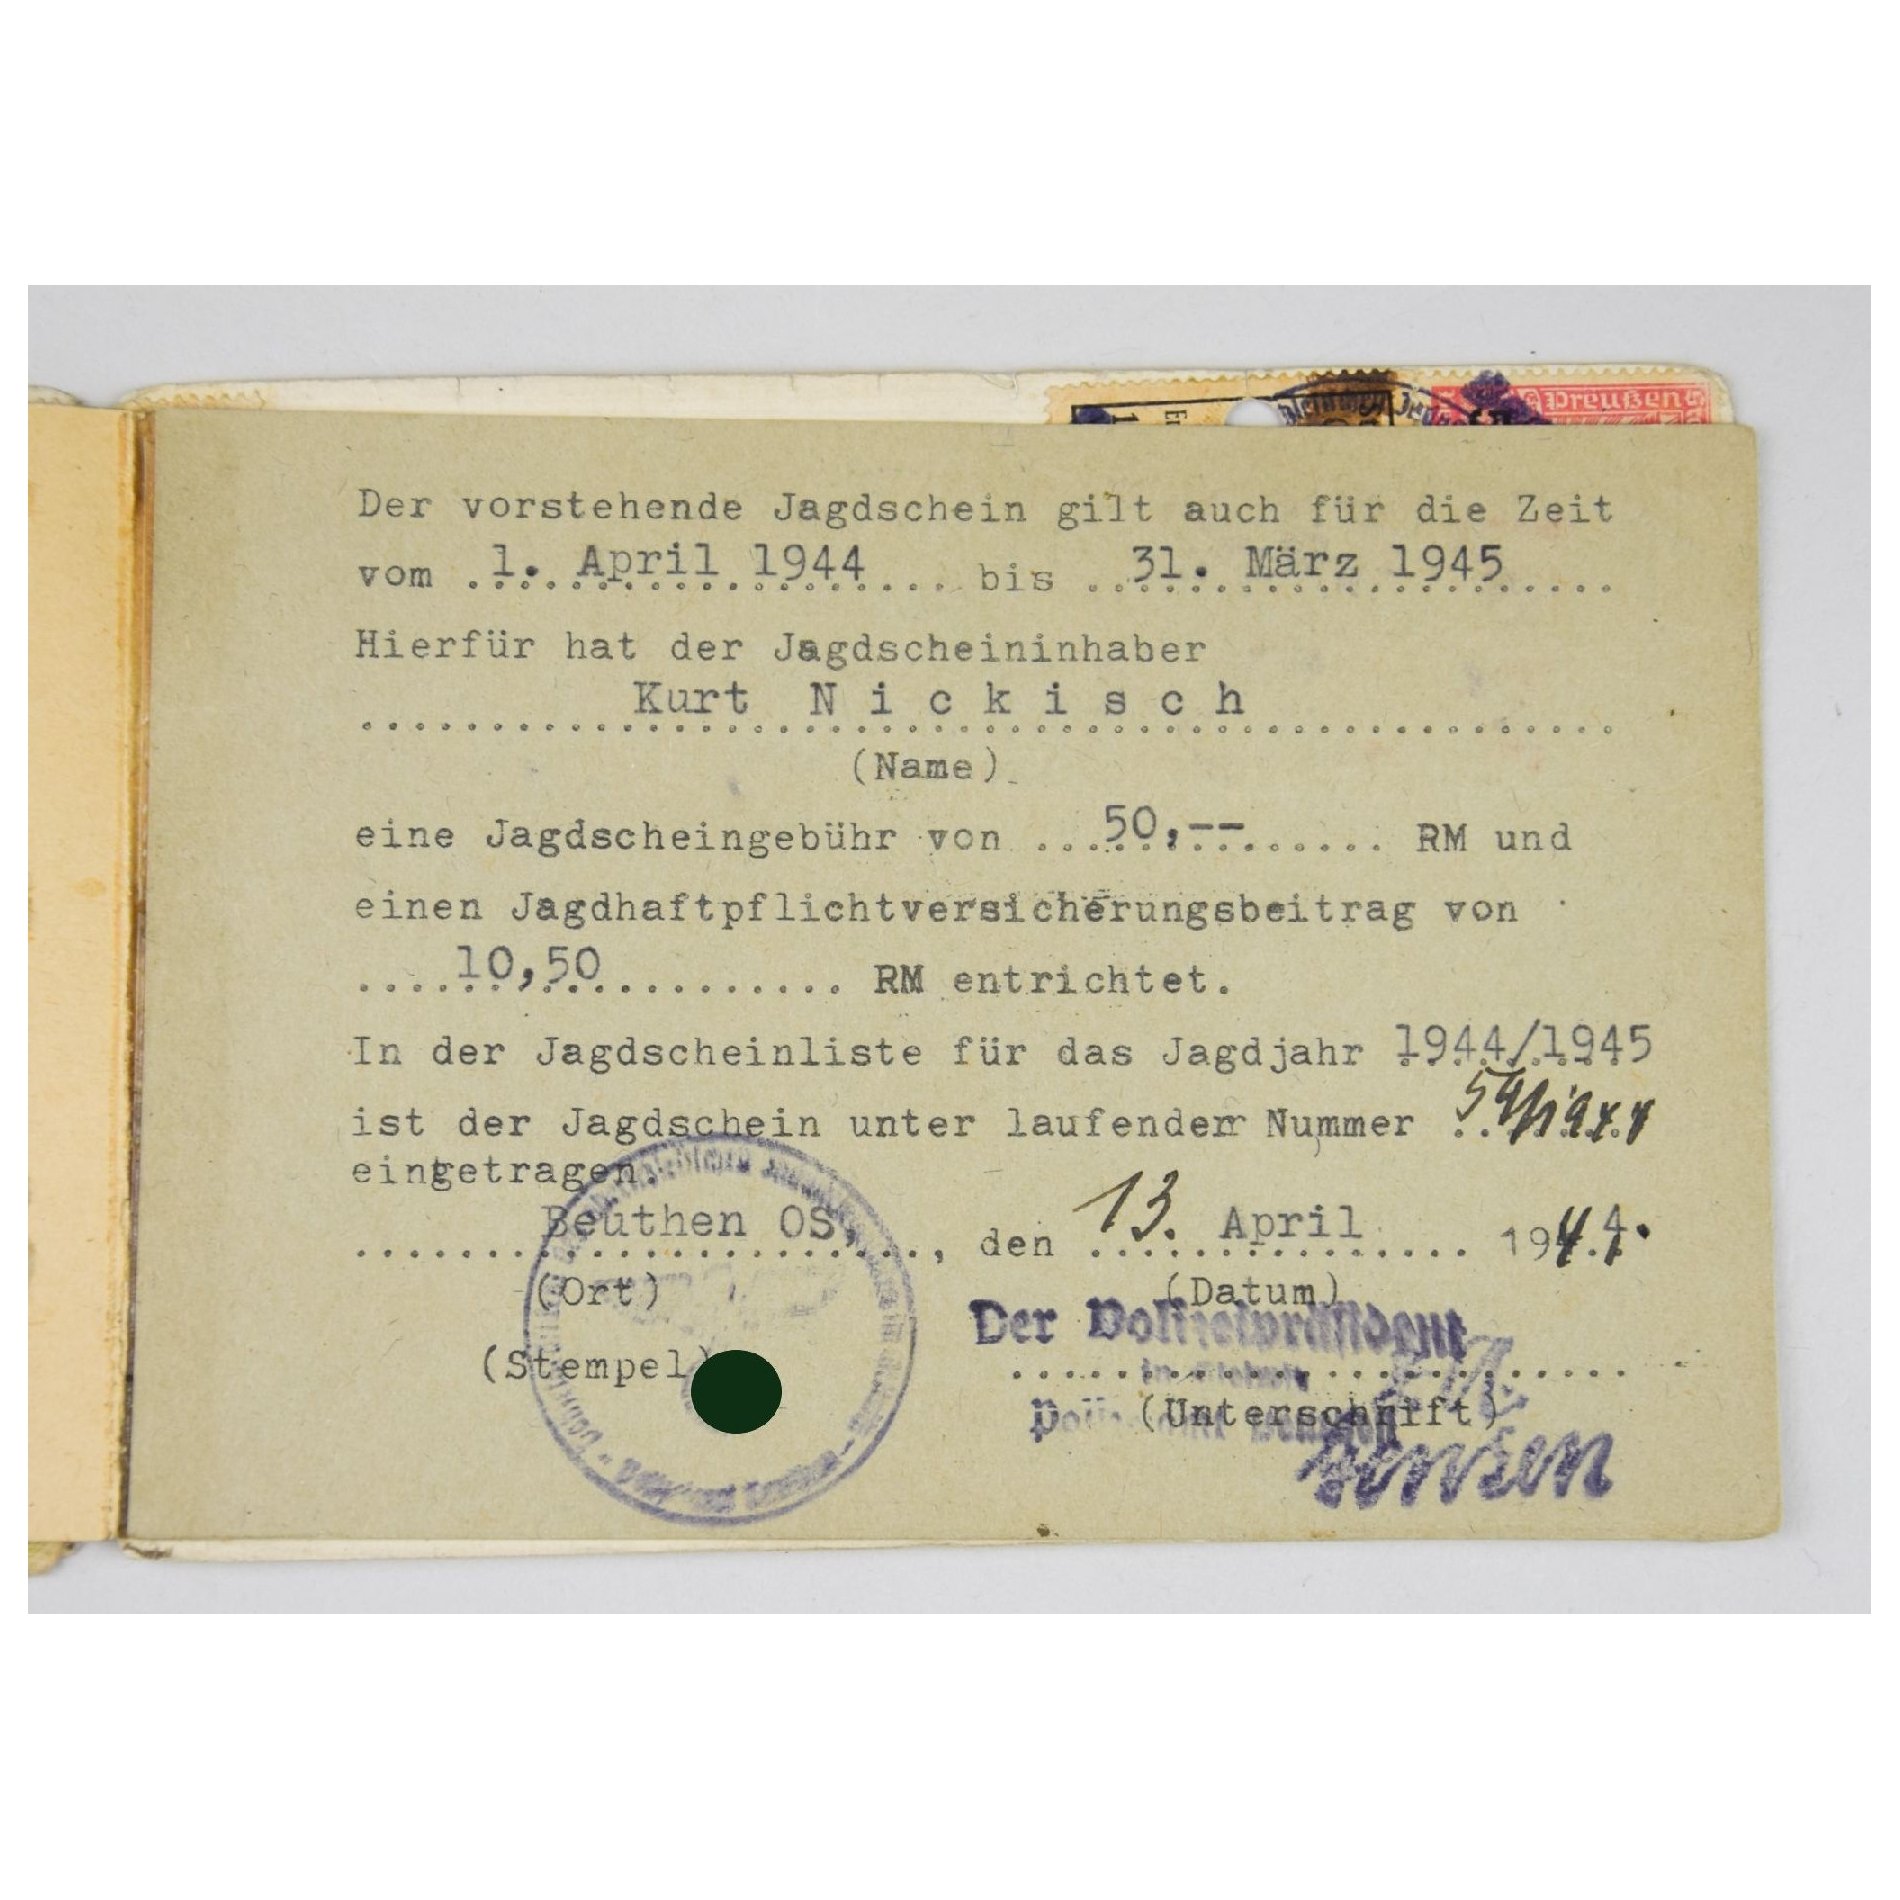 Preußen
Der vorstehende Jagdschein gilt auch für die Zeit
vom 1. April 1944 bis 31. März 1945
Hierfür hat der Jagdscheininhaber
Kurt Nickisch
(Name)
eine Jagdscheingebühr von 50,-- RM und
einen Jagdhaftpflichtversicherungsbeitrag von
10,50 RM entrichtet.
In der Jagdscheinliste für das Jagdjahr 1944/1945
ist der Jagdschein unter laufender Nummer
eingetragen.
Beuthen OS, den 13. April 1944.
(Ort) (Datum)
Der Polizeipräsident
(Stempel)
(Unterschrift)